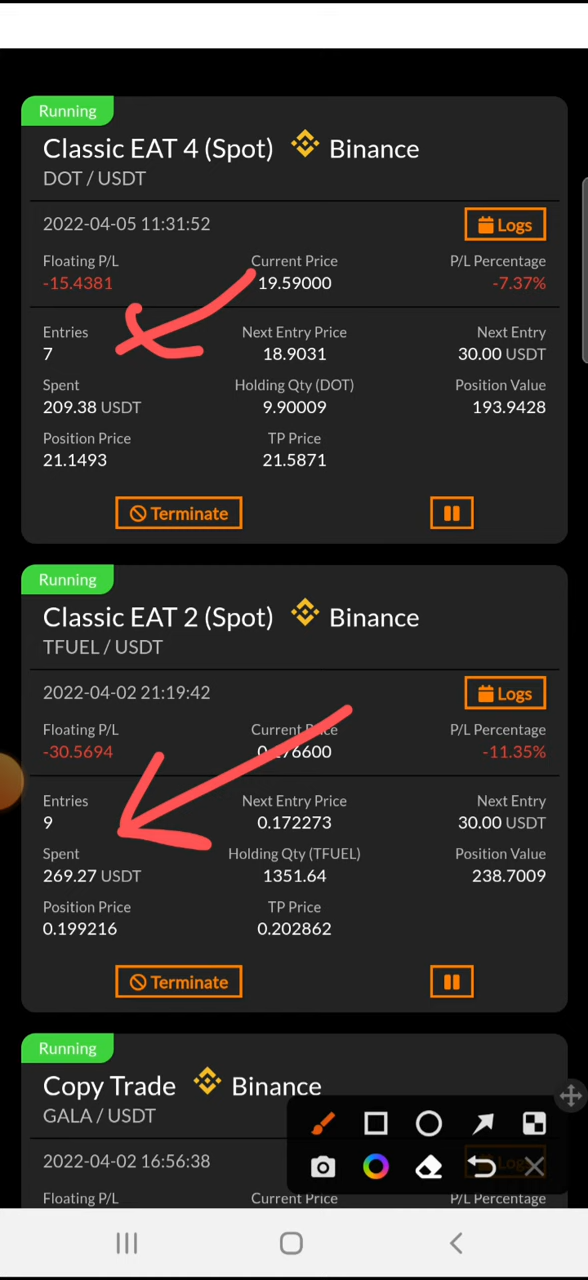 Running
Classic EAT 4 (Spot) Binance
DOT / USDT
2022-04-05 11:31:52 Logs
Floating P/L Current Price P/L Percentage
-15.4381 19.59000 -7.37%
Entries Next Entry Price Next Entry
7 18.9031 30.00 USDT
Spent Holding Qty (DOT) Position Value
209.38 USDT 9.90009 193.9428
Position Price TP Price
21.1493 21.5871
Terminate
Running
Classic EAT 2 (Spot) Binance
TFUEL / USDT
2022-04-02 21:19:42 Logs
Floating P/L Current Price P/L Percentage
-30.5694 0.176600 -11.35%
Entries Next Entry Price Next Entry
9 0.172273 30.00 USDT
Spent Holding Qty (TFUEL) Position Value
269.27 USDT 1351.64 238.7009
Position Price TP Price
0.199216 0.202862
Terminate
Running
Copy Trade Binance
GALA / USDT
2022-04-02 16:56:38 Logs
Floating P/L Current Price P/L Percentage